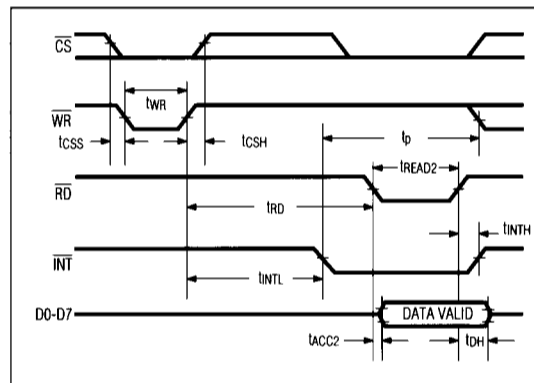 CS
tWR
WR
tCSS
tCSH
tp
tREAD2
RD
tRD
tINTH
INT
tINTL
D0-D7
DATA VALID
tACC2
tDH